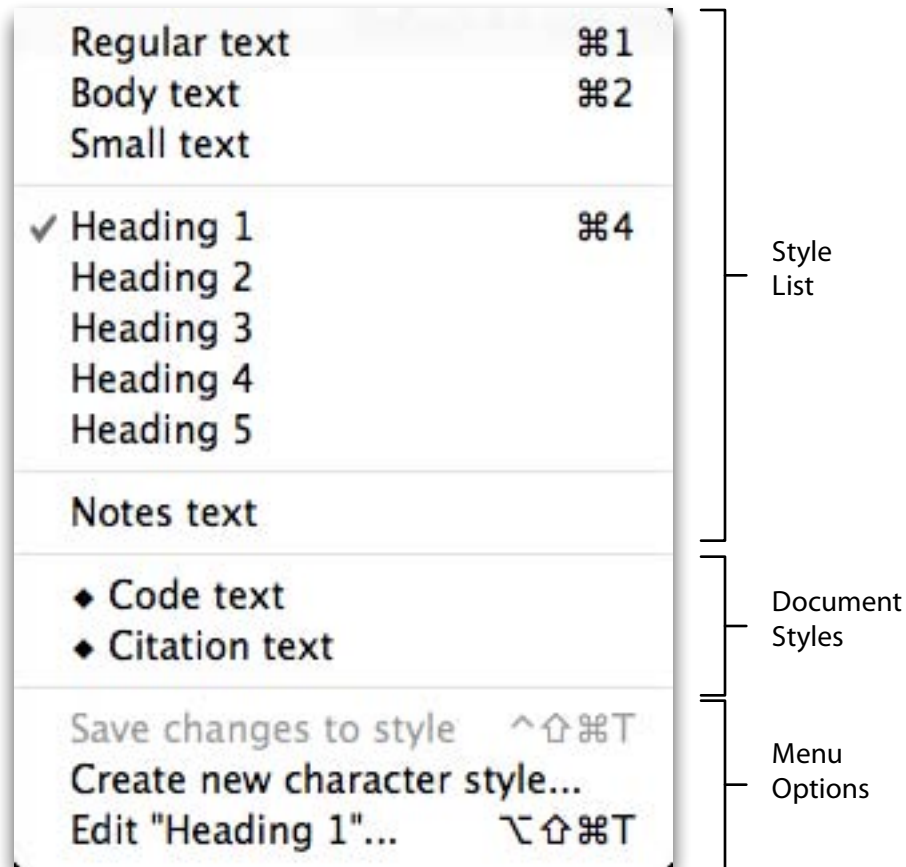 Regular text ⌘1
Body text ⌘2
Small text
✓ Heading 1 ⌘4
Heading 2
Heading 3
Heading 4
Heading 5
Notes text
◆ Code text
◆ Citation text
Save changes to style ^⇧⌘T
Create new character style...
Edit "Heading 1"... ⌥⇧⌘T
Style
List
Document
Styles
Menu
Options